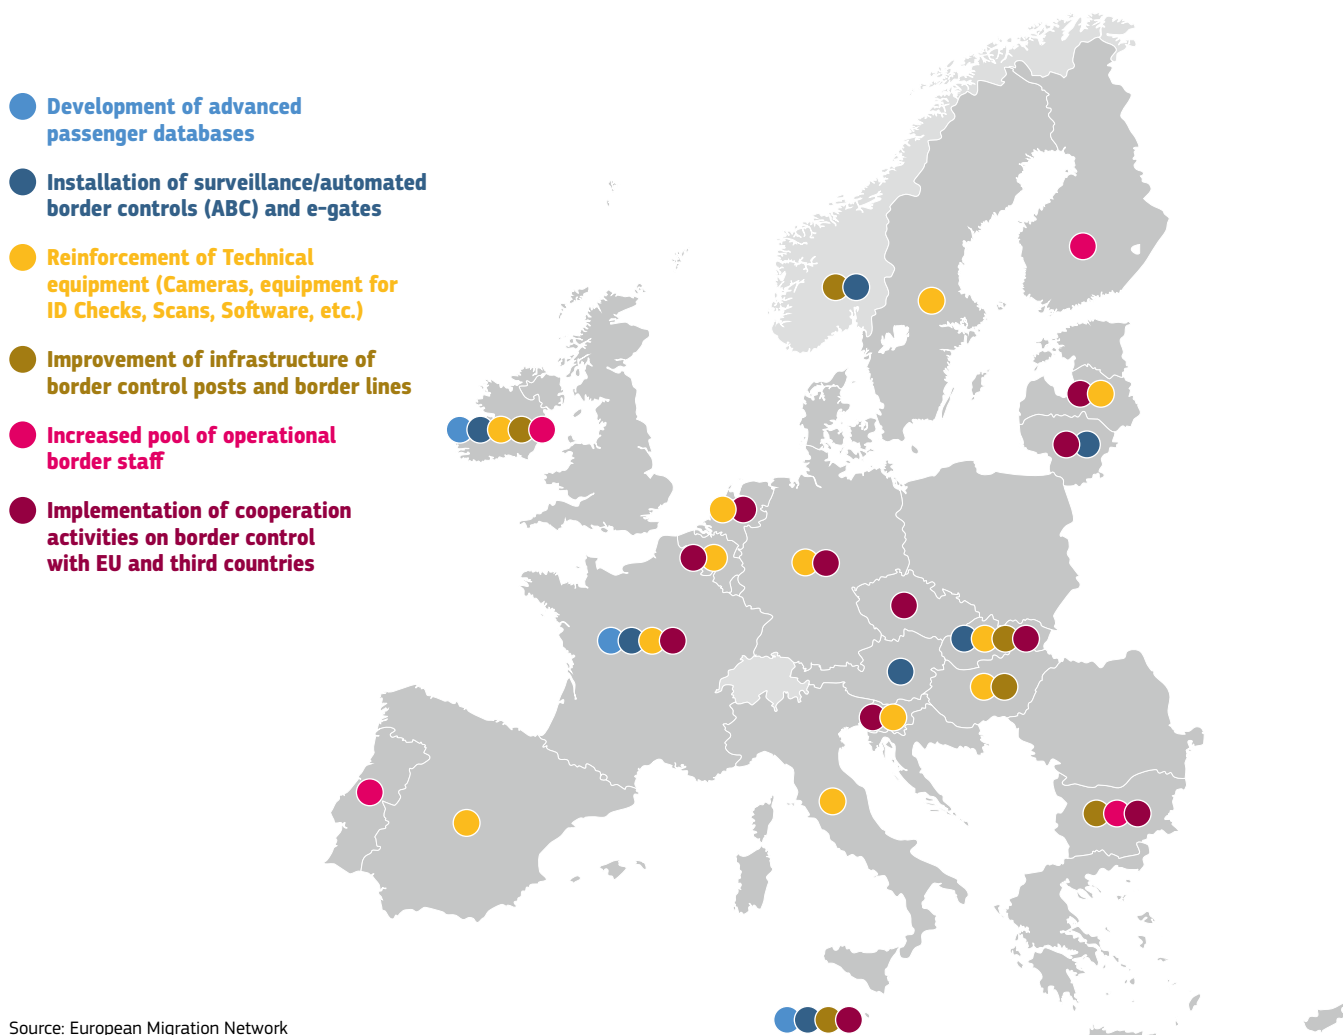 Development of advanced
passenger databases
Installation of surveillance/automated
border controls (ABC) and e-gates
Reinforcement of Technical
equipment (Cameras, equipment for
ID Checks, Scans, Software, etc.)
Improvement of infrastructure of
border control posts and border lines
Increased pool of operational
border staff
Implementation of cooperation
activities on border control
with EU and third countries
Source: European Migration Network